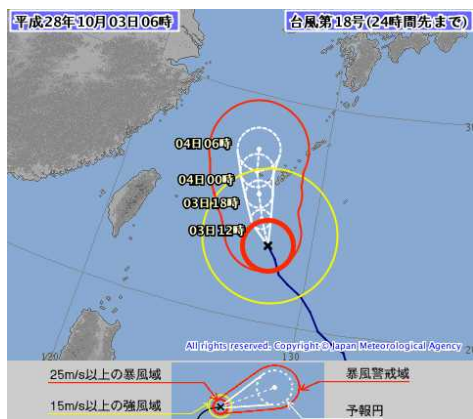 平成28年10月03日06時
台風第18号(24時間先まで)
30
04日06時
04日00時
03日18時
03日12時
All rights reserved. Copyright © Japan Meteorological Agency
120
130
20
25m/s以上の暴風域
暴風警戒域
15m/s以上の強風域
予報円